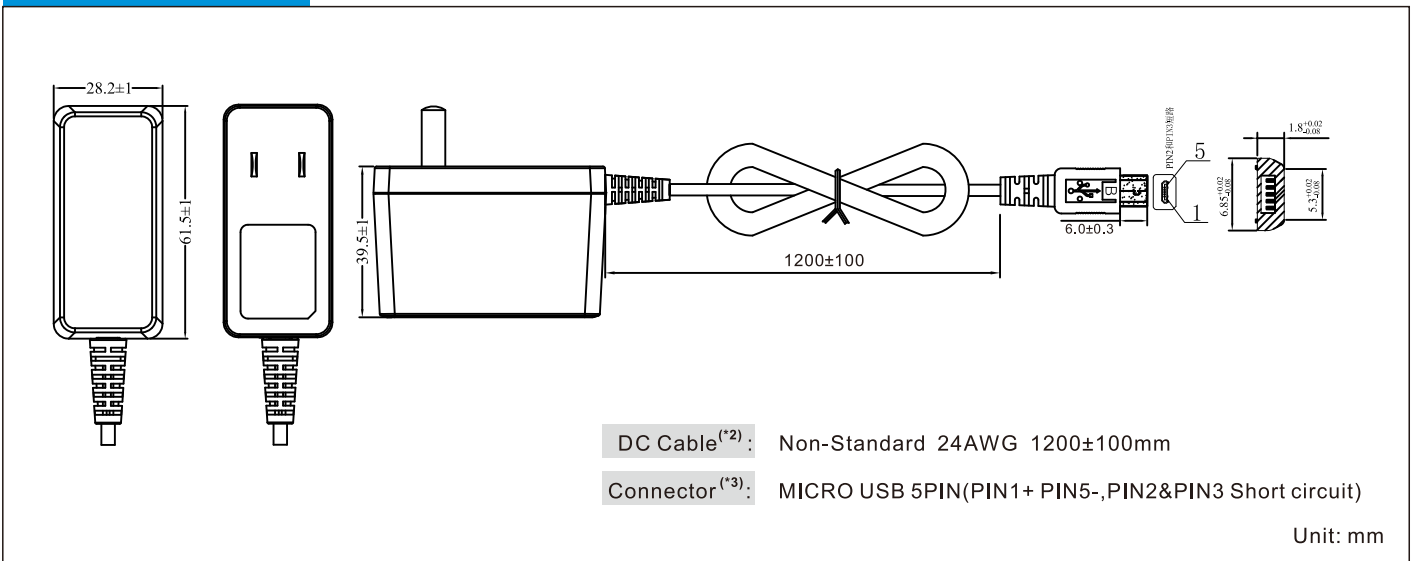 28.2±1
61.5±1
39.5±1
1200±100
6.0±0.3
B
PIN2和PIN3短路
5
1
1.8+0.02-0.08
6.85+0.02-0.08
5.3+0.02-0.08
DC Cable(*2): Non-Standard 24AWG 1200±100mm
Connector(*3): MICRO USB 5PIN(PIN1+ PIN5-,PIN2&PIN3 Short circuit)
Unit: mm